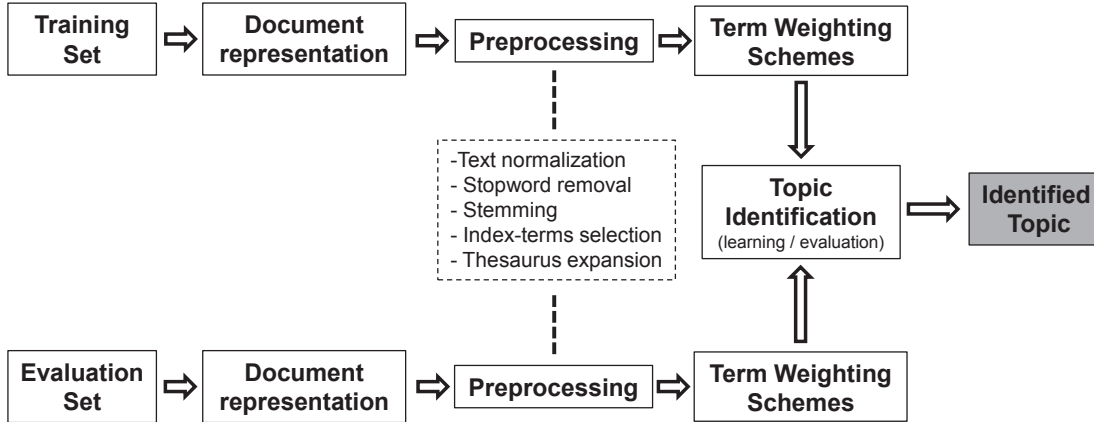 Training
Set
Document
representation
Preprocessing
Term Weighting
Schemes
-Text normalization
- Stopword removal
- Stemming
- Index-terms selection
- Thesaurus expansion
Topic
Identification
(learning / evaluation)
Identified
Topic
Evaluation
Set
Document
representation
Preprocessing
Term Weighting
Schemes